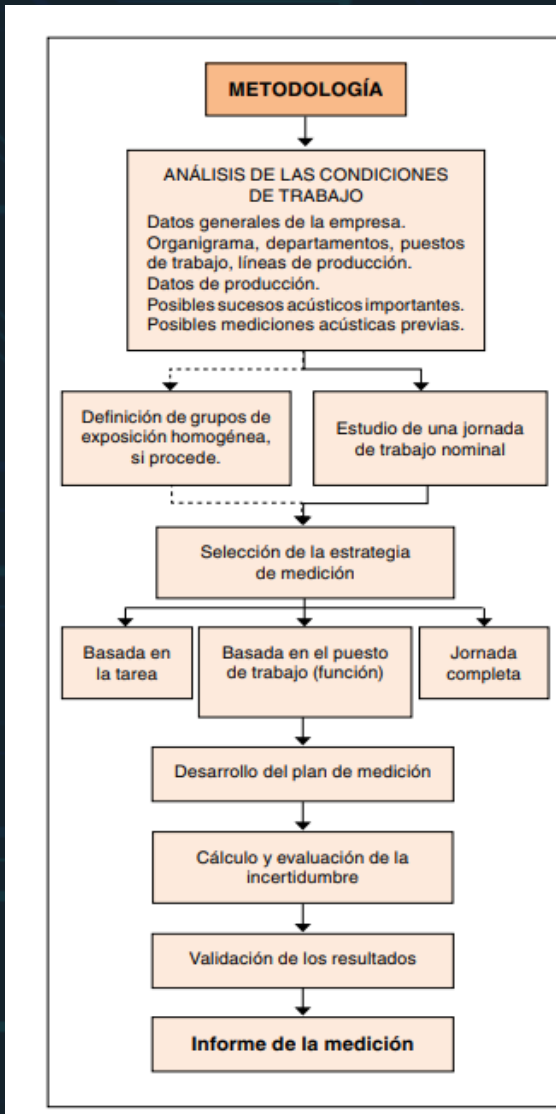 METODOLOGÍA
ANÁLISIS DE LAS CONDICIONES
DE TRABAJO
Datos generales de la empresa.
Organigrama, departamentos, puestos
de trabajo, líneas de producción.
Datos de producción.
Posibles sucesos acústicos importantes.
Posibles mediciones acústicas previas.
Definición de grupos de
exposición homogénea,
si procede.
Estudio de una jornada
de trabajo nominal
Selección de la estrategia
de medición
Basada en
la tarea
Basada en el puesto
de trabajo (función)
Jornada
completa
Desarrollo del plan de medición
Cálculo y evaluación de la
incertidumbre
Validación de los resultados
Informe de la medición